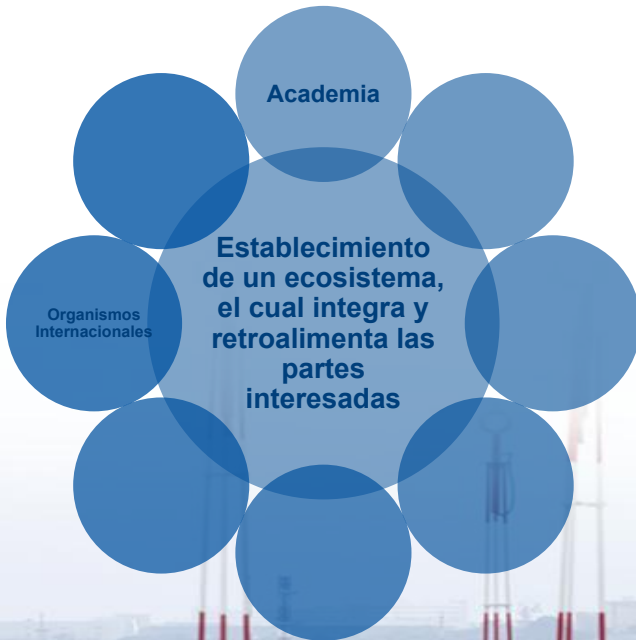 Academia
Establecimiento
de un ecosistema,
el cual integra y
retroalimenta las
partes
interesadas
Organismos
Internacionales